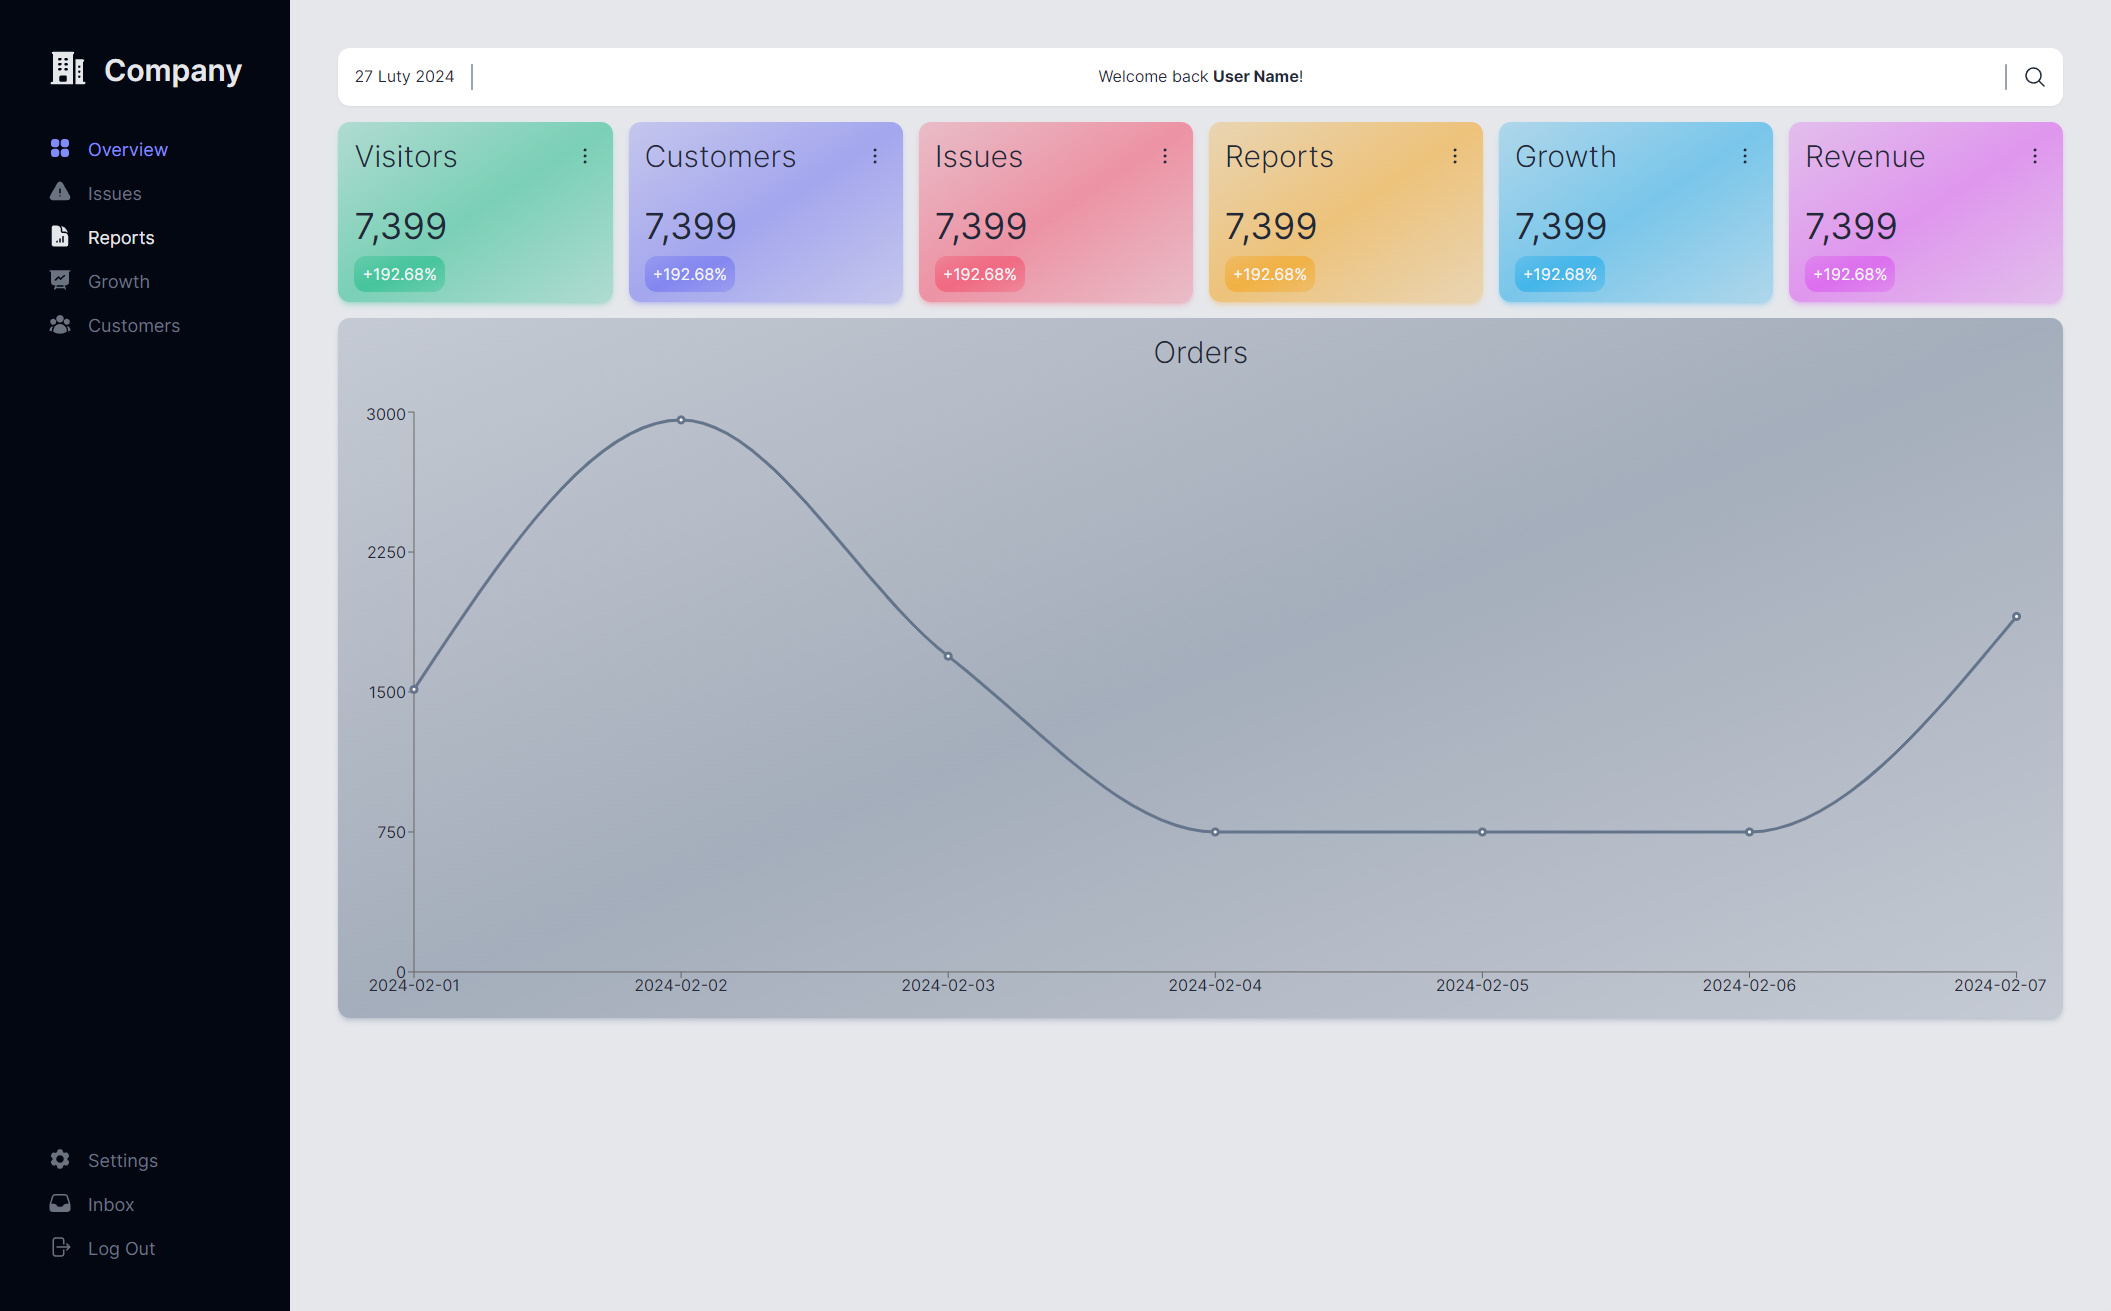 Company
Overview
Issues
Reports
Growth
Customers
Settings
Inbox
Log Out
27 Luty 2024
Welcome back User Name!
Visitors
7,399
+192.68%
Customers
7,399
+192.68%
Issues
7,399
+192.68%
Reports
7,399
+192.68%
Growth
7,399
+192.68%
Revenue
7,399
+192.68%
Orders
3000
2250
1500
750
0
2024-02-01
2024-02-02
2024-02-03
2024-02-04
2024-02-05
2024-02-06
2024-02-07